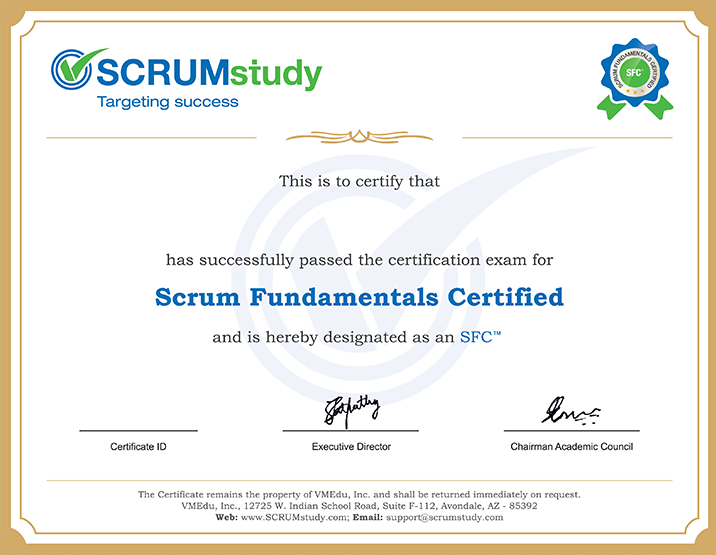 SCRUMstudy
Targeting success
SCRUM FUNDAMENTALS CERTIFIED
SFC™
This is to certify that
has successfully passed the certification exam for
Scrum Fundamentals Certified
and is hereby designated as an SFC™
Certificate ID
Executive Director
Chairman Academic Council
The Certificate remains the property of VMEdu, Inc. and shall be returned immediately on request.
VMEdu, Inc., 12725 W. Indian School Road, Suite F-112, Avondale, AZ - 85392
Web: www.SCRUMstudy.com; Email: support@scrumstudy.com